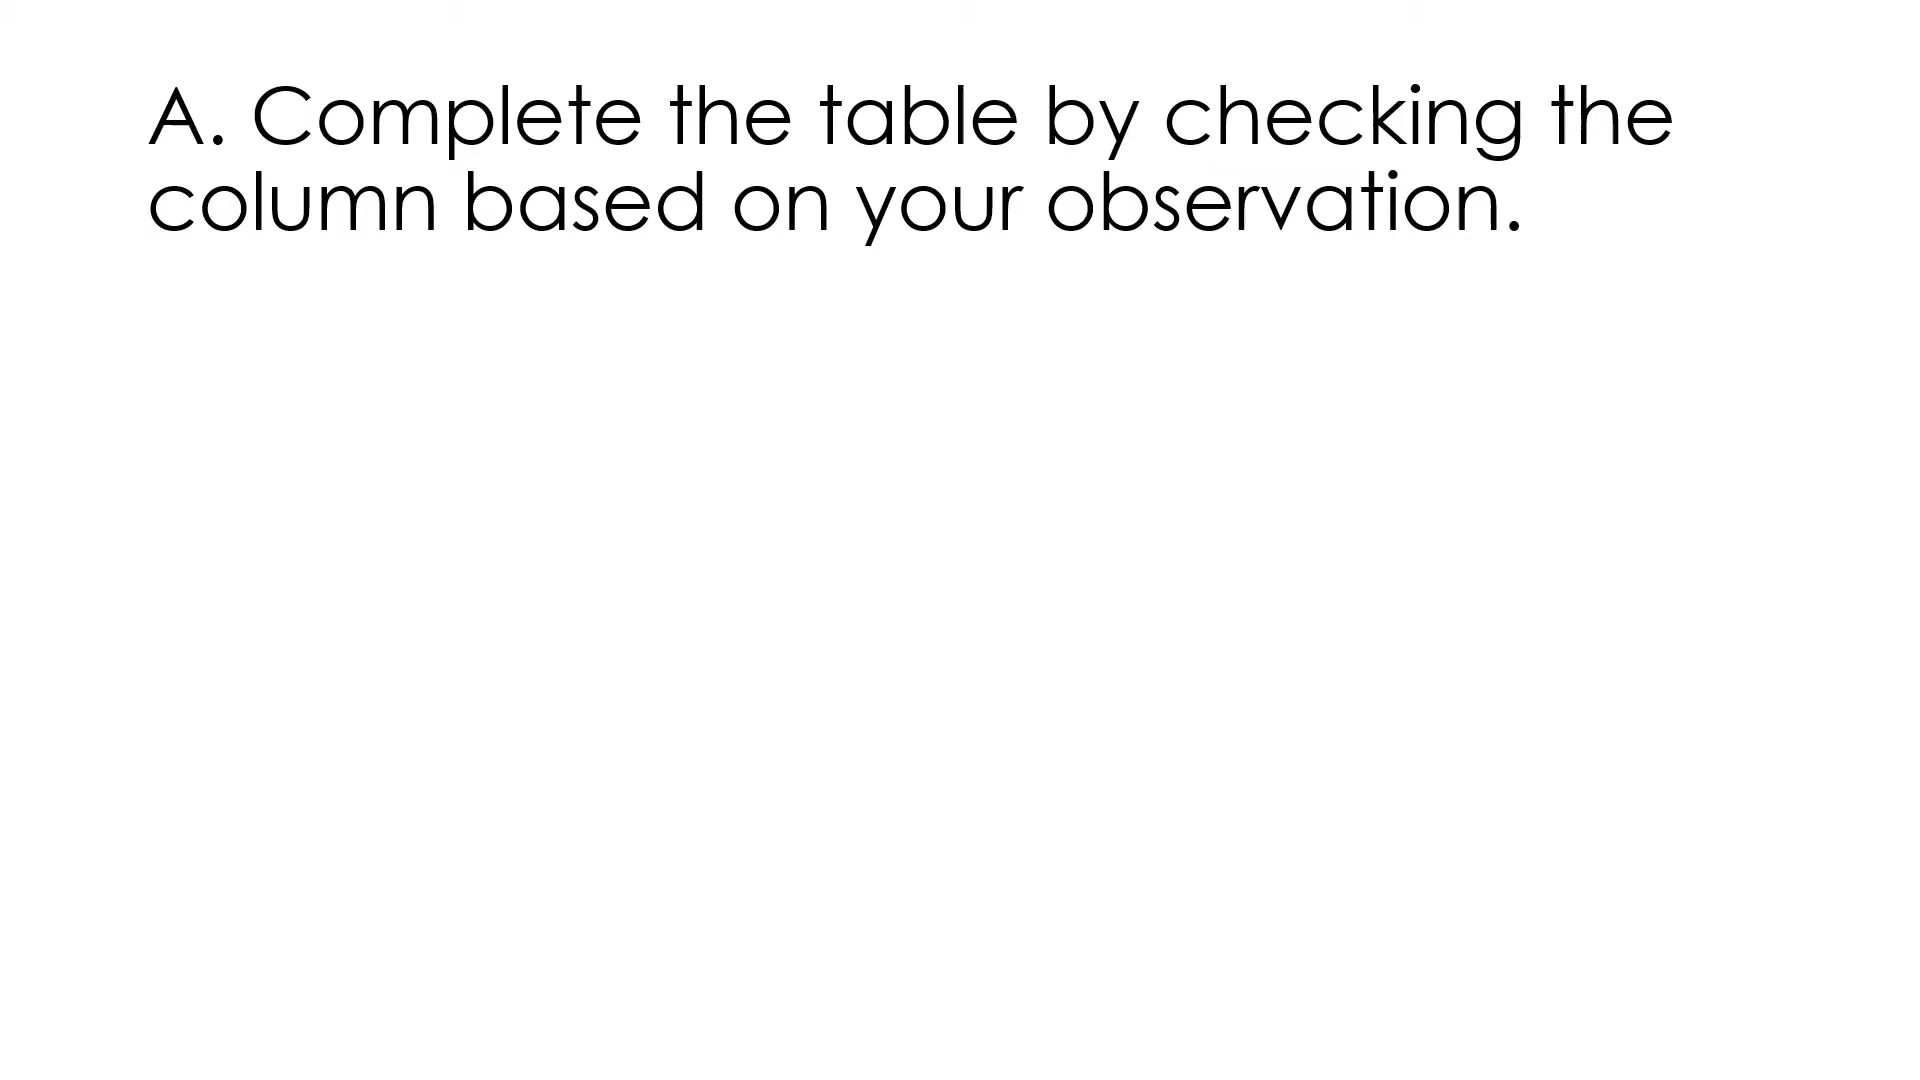 A. Complete the table by checking the
column based on your observation.